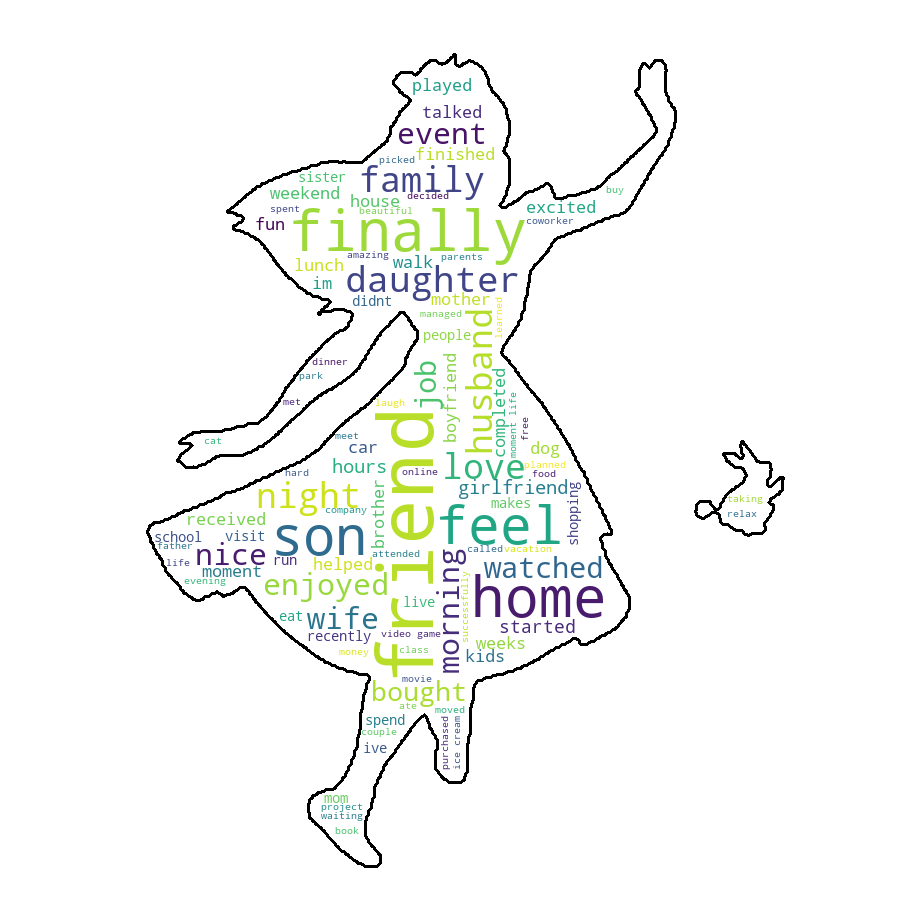 played
talked
event
finished
picked
family
sister
weekend
house
decided
buy
spent
beautiful
excited
fun
finally
coworker
amazing
walk
parents
lunch
daughter
im
didnt
mother
learned
managed
people
husband
dinner
park
job
boyfriend
completed
met
laugh
moment life
friend
free
cat
meet
car
dog
hours
love
planned
hard
online
food
night
brother
girlfriend
shopping
makes
taking
company
relax
received
son
feel
school
visit
father
nice
run
attended
called
vacation
life
moment
helped
morning
watched
evening
enjoyed
successfully
home
live
eat
wife
started
recently
video game
weeks
money
class
kids
movie
bought
ate
moved
spend
purchased
ice cream
couple
ive
mom
project
waiting
book